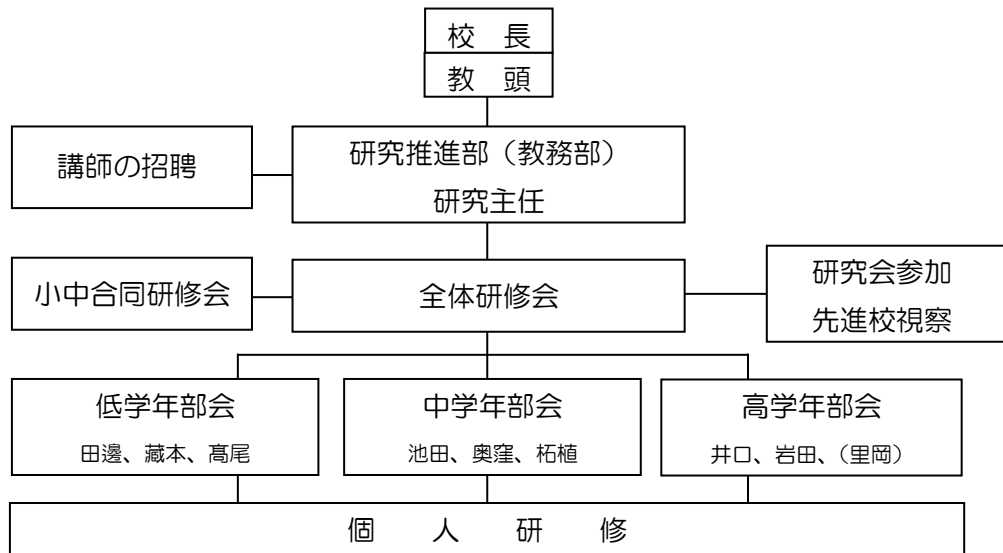 校　長
教　頭
講師の招聘
研究推進部（教務部）
研究主任
小中合同研修会
全体研修会
研究会参加
先進校視察
低学年部会
田邊、藏本、髙尾
中学年部会
池田、奥窪、柘植
高学年部会
井口、岩田、（里岡）
個　人　研　修